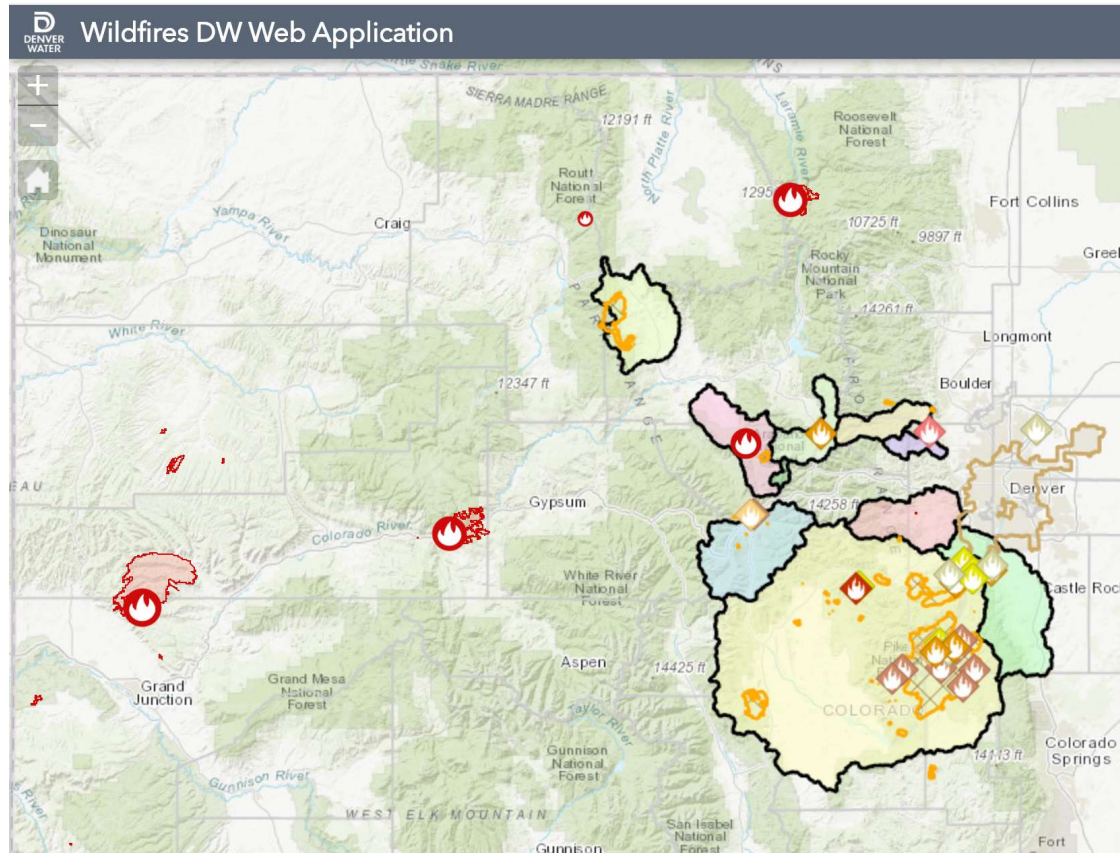 DENVER
WATER
Wildfires DW Web Application
+
−
Little Snake River
SIERRA MADRE RANGE
12191 ft
North Platte River
Laramie River
Roosevelt
National
Forest
Routt
National
Forest
Fort Collins
Craig
Yampa River
10725 ft
9897 ft
Dinosaur
National
Monument
Rocky
Mountain
National
Park
14261 ft
White River
Longmont
12347 ft
Boulder
Gypsum
14258 ft
Denver
Colorado River
White River
National
Forest
Castle Roc
Aspen
14425 ft
Grand
Junction
Grand Mesa
National
Forest
COLORADO
Taylor River
14113 ft
Colorado
Springs
Gunnison
National
Forest
Gunnison River
WEST ELK MOUNTAIN
San Isabel
National
Forest
Gunnison
Fort